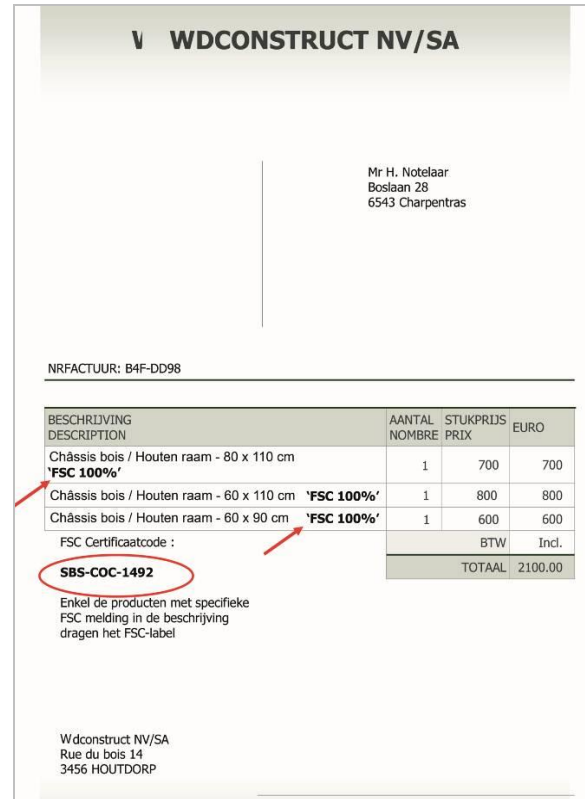 WDCONSTRUCT NV/SA
Mr H. Notelaar
Boslaan 28
6543 Charpentras
NRFACTUUR: B4F-DD98
BESCHRIJVING AANTAL STUKPRIJS EURO
DESCRIPTION NOMBRE PRIX
Châssis bois / Houten raam - 80 x 110 cm
‘FSC 100%’ 1 700 700
Châssis bois / Houten raam - 60 x 110 cm ‘FSC 100%’ 1 800 800
Châssis bois / Houten raam - 60 x 90 cm ‘FSC 100%’ 1 600 600
FSC Certificaatcode : BTW Incl.
SBS-COC-1492 TOTAAL 2100.00
Enkel de producten met specifieke
FSC melding in de beschrijving
dragen het FSC-label
Wdconstruct NV/SA
Rue du bois 14
3456 HOUTDORP